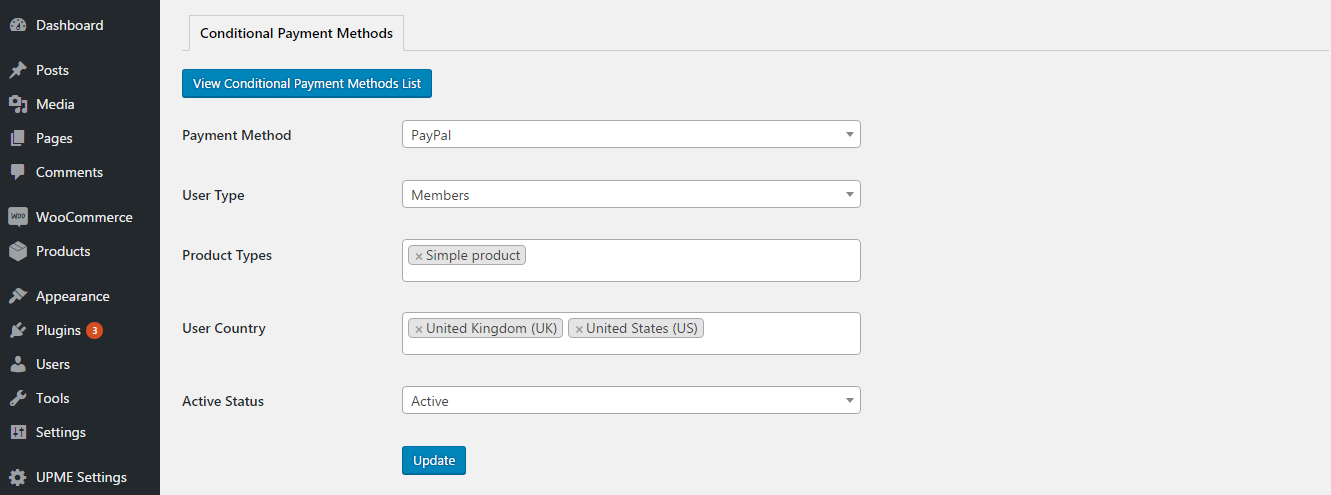 Dashboard
Posts
Media
Pages
Comments
WOO WooCommerce
Products
Appearance
Plugins 3
Users
Tools
Settings
UPME Settings
Conditional Payment Methods
View Conditional Payment Methods List
Payment Method PayPal
User Type Members
Product Types × Simple product
User Country × United Kingdom (UK) × United States (US)
Active Status Active
Update